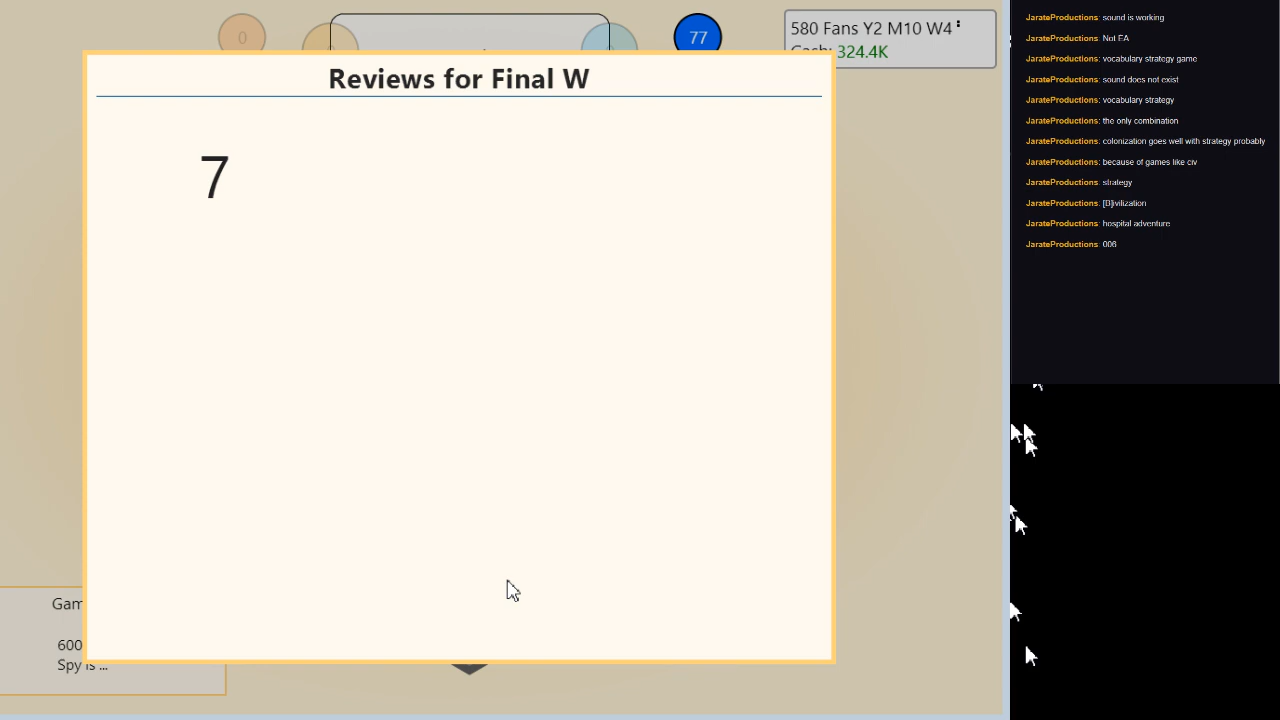 0
77
580 Fans Y2 M10 W4
Cash: 324.4K
Reviews for Final W
7
Gam
600
Spy is ...
JarateProductions: sound is working
JarateProductions: Not EA
JarateProductions: vocabulary strategy game
JarateProductions: sound does not exist
JarateProductions: vocabulary strategy
JarateProductions: the only combination
JarateProductions: colonization goes well with strategy probably
JarateProductions: because of games like civ
JarateProductions: strategy
JarateProductions: [B]ivilization
JarateProductions: hospital adventure
JarateProductions: 006